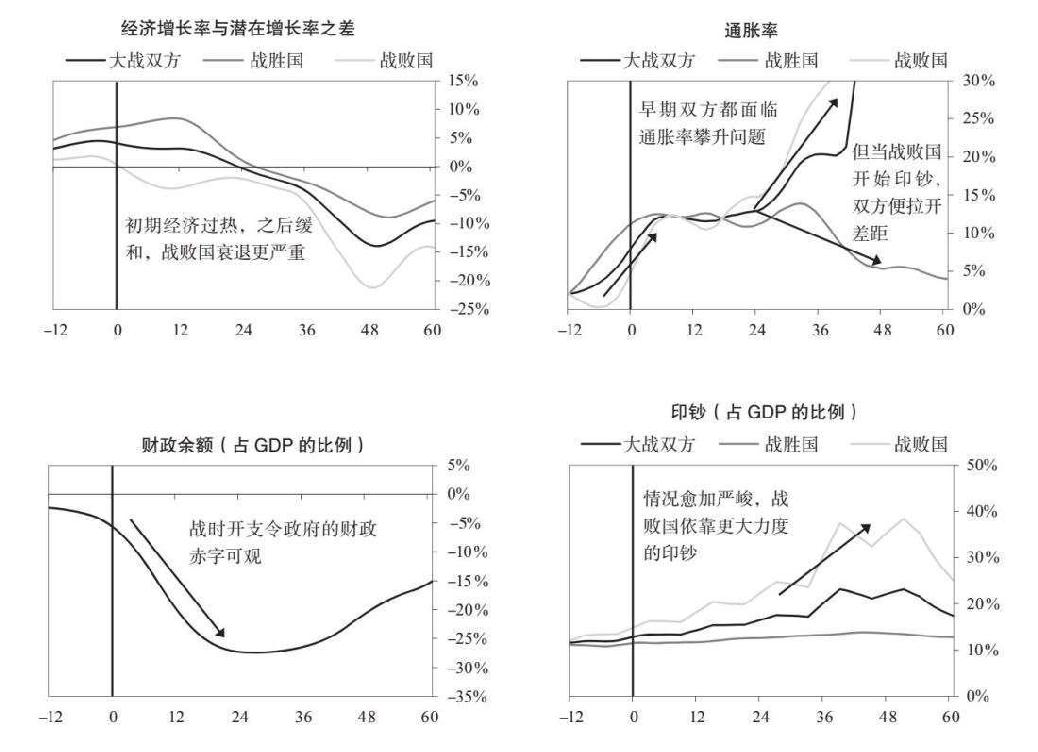 经济增长率与潜在增长率之差
大战双方 战胜国 战败国
15%
10%
5%
0%
-5%
-10%
-15%
-20%
-25%
初期经济过热，之后缓
和，战败国衰退更严重
-12 0 12 24 36 48 60
通胀率
大战双方 战胜国 战败国
30%
25%
20%
15%
10%
5%
0%
早期双方都面临
通胀率攀升问题
但当战败国
开始印钞，
双方便拉开
差距
-12 0 12 24 36 48 60
财政余额（占 GDP 的比例）
5%
0%
-5%
-10%
-15%
-20%
-25%
-30%
-35%
战时开支令政府的财政
赤字可观
-12 0 12 24 36 48 60
印钞（占 GDP 的比例）
大战双方 战胜国 战败国
50%
40%
30%
20%
10%
0%
情况愈加严峻，战
败国依靠更大力度
的印钞
-12 0 12 24 36 48 60